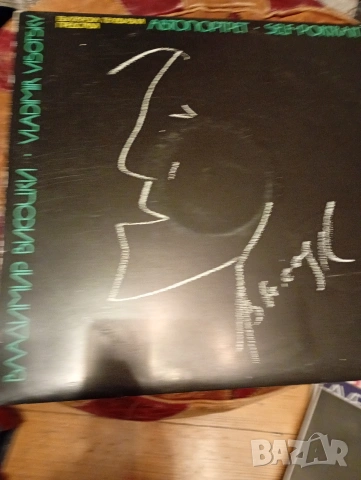 АВТОПОРТРЕТ - SELF-PORTRAIT
ВЛАДИМИР ВИСОЦКИ · VLADIMIR VISOTSKY
BAZAR